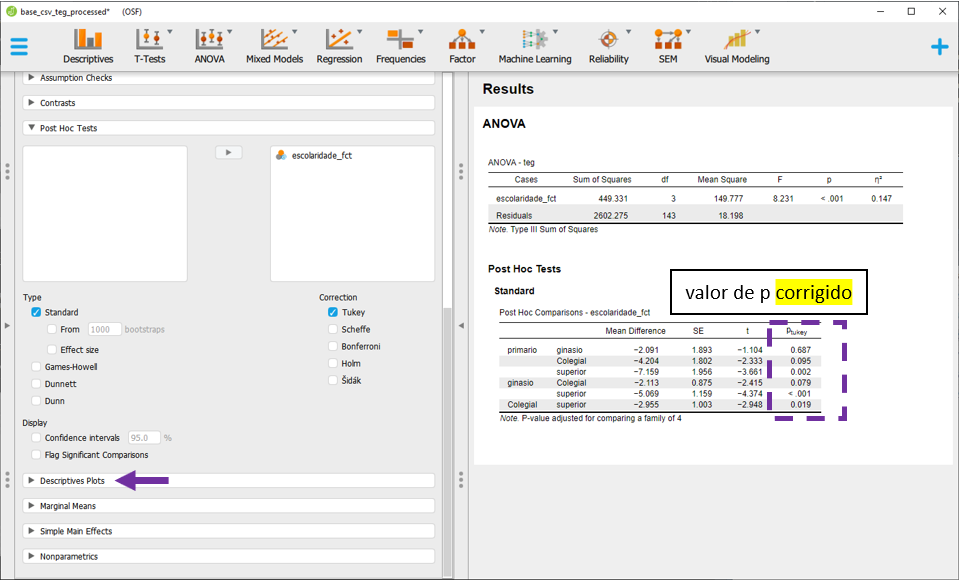 base_csv_teg_processed* (OSF)
Descriptives T-Tests ANOVA Mixed Models Regression Frequencies Factor Machine Learning Reliability SEM Visual Modeling
Assumption Checks
Contrasts
Post Hoc Tests
escolaridade_fct
Type
Standard
From 1000 bootstraps
Effect size
Games-Howell
Dunnett
Dunn
Correction
Tukey
Scheffe
Bonferroni
Holm
Šidák
Display
Confidence intervals 95.0 %
Flag Significant Comparisons
Descriptives Plots
Marginal Means
Simple Main Effects
Nonparametrics
Results
ANOVA
ANOVA - teg
Cases Sum of Squares df Mean Square F p η²
escolaridade_fct 449.331 3 149.777 8.231 < .001 0.147
Residuals 2602.275 143 18.198
Note. Type III Sum of Squares
Post Hoc Tests
Standard
valor de p corrigido
Post Hoc Comparisons - escolaridade_fct
Mean Difference SE t ptukey
primario ginasio −2.091 1.893 −1.104 0.687
Colegial −4.204 1.802 −2.333 0.095
superior −7.159 1.956 −3.661 0.002
ginasio Colegial −2.113 0.875 −2.415 0.079
superior −5.069 1.159 −4.374 < .001
Colegial superior −2.955 1.003 −2.948 0.019
Note. P-value adjusted for comparing a family of 4